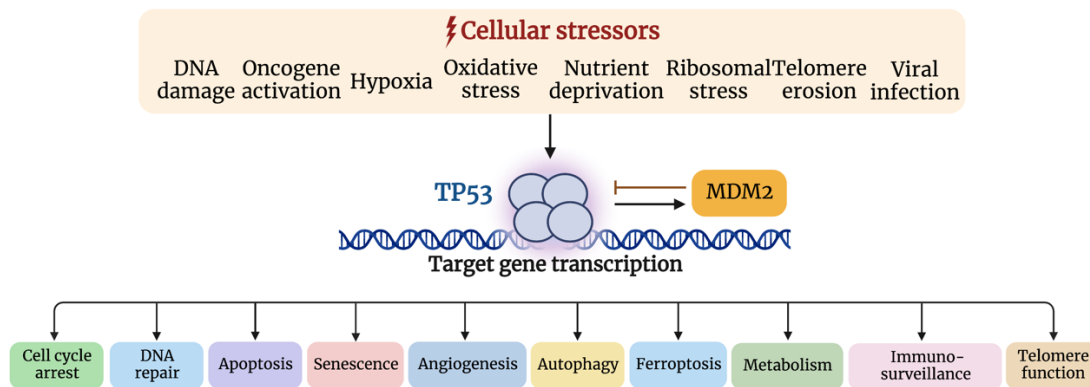 Cellular stressors
DNA damage
Oncogene activation
Hypoxia
Oxidative stress
Nutrient deprivation
Ribosomal stress
Telomere erosion
Viral infection
TP53
MDM2
Target gene transcription
Cell cycle arrest
DNA repair
Apoptosis
Senescence
Angiogenesis
Autophagy
Ferroptosis
Metabolism
Immuno-
surveillance
Telomere function